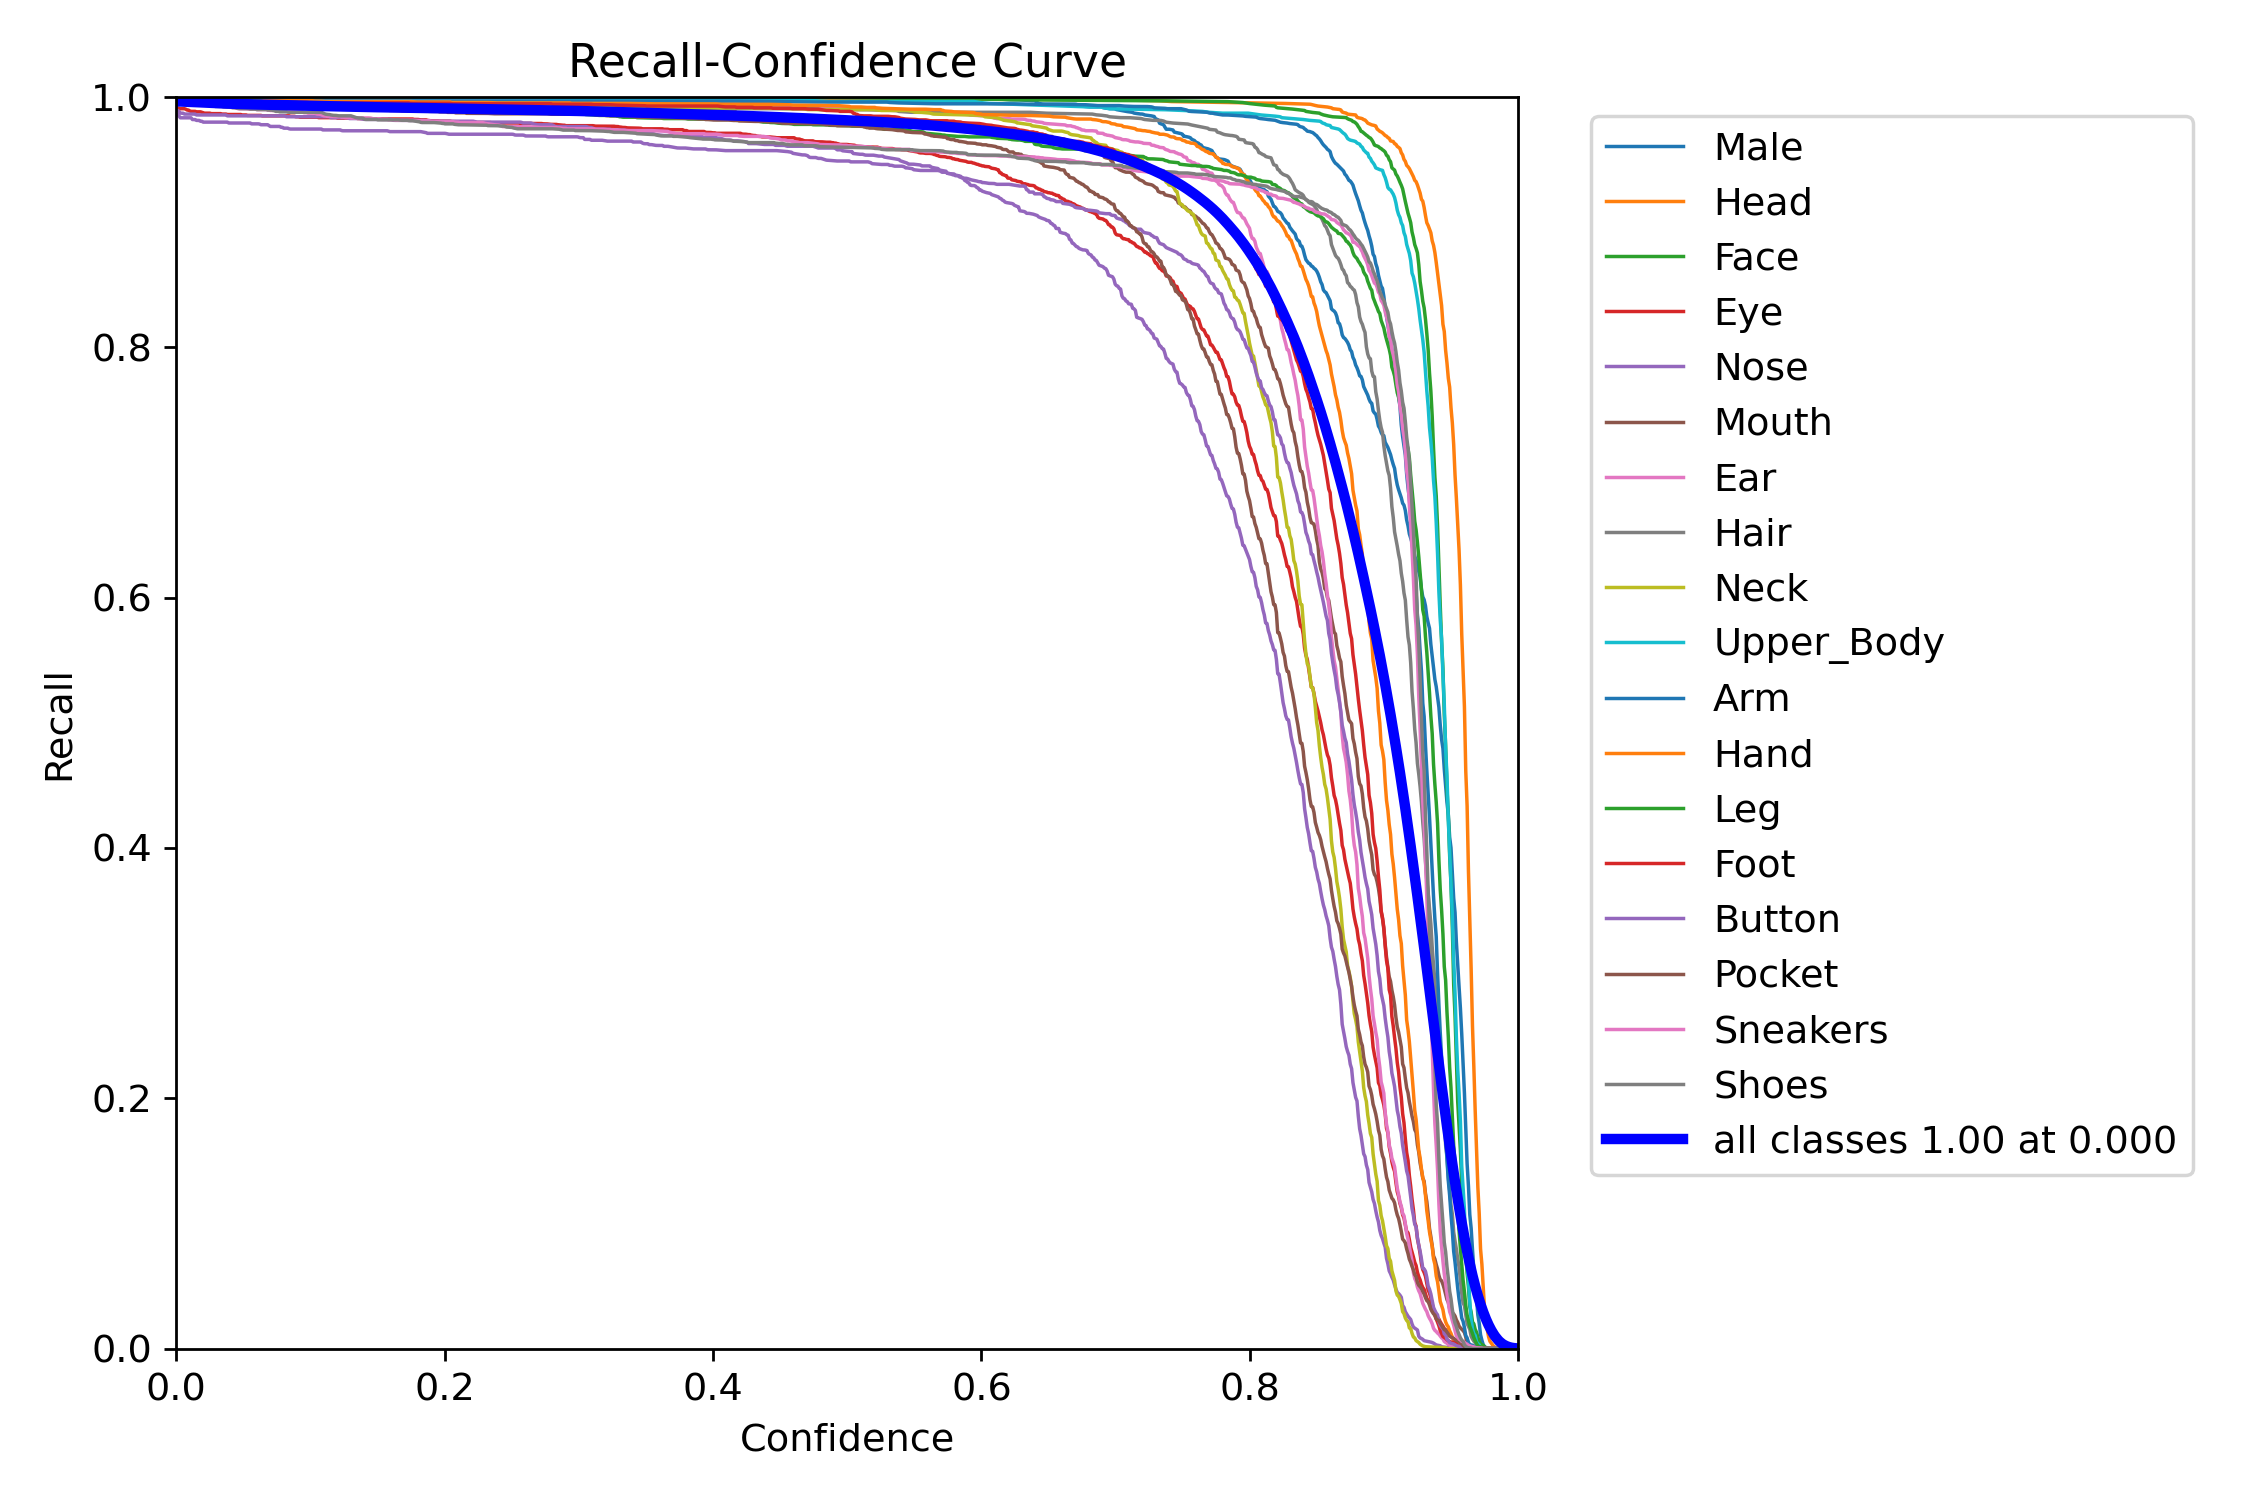 Recall-Confidence Curve
1.0
0.8
0.6
0.4
0.2
0.0
Recall
0.0 0.2 0.4 0.6 0.8 1.0
Confidence
Male
Head
Face
Eye
Nose
Mouth
Ear
Hair
Neck
Upper_Body
Arm
Hand
Leg
Foot
Button
Pocket
Sneakers
Shoes
all classes 1.00 at 0.000